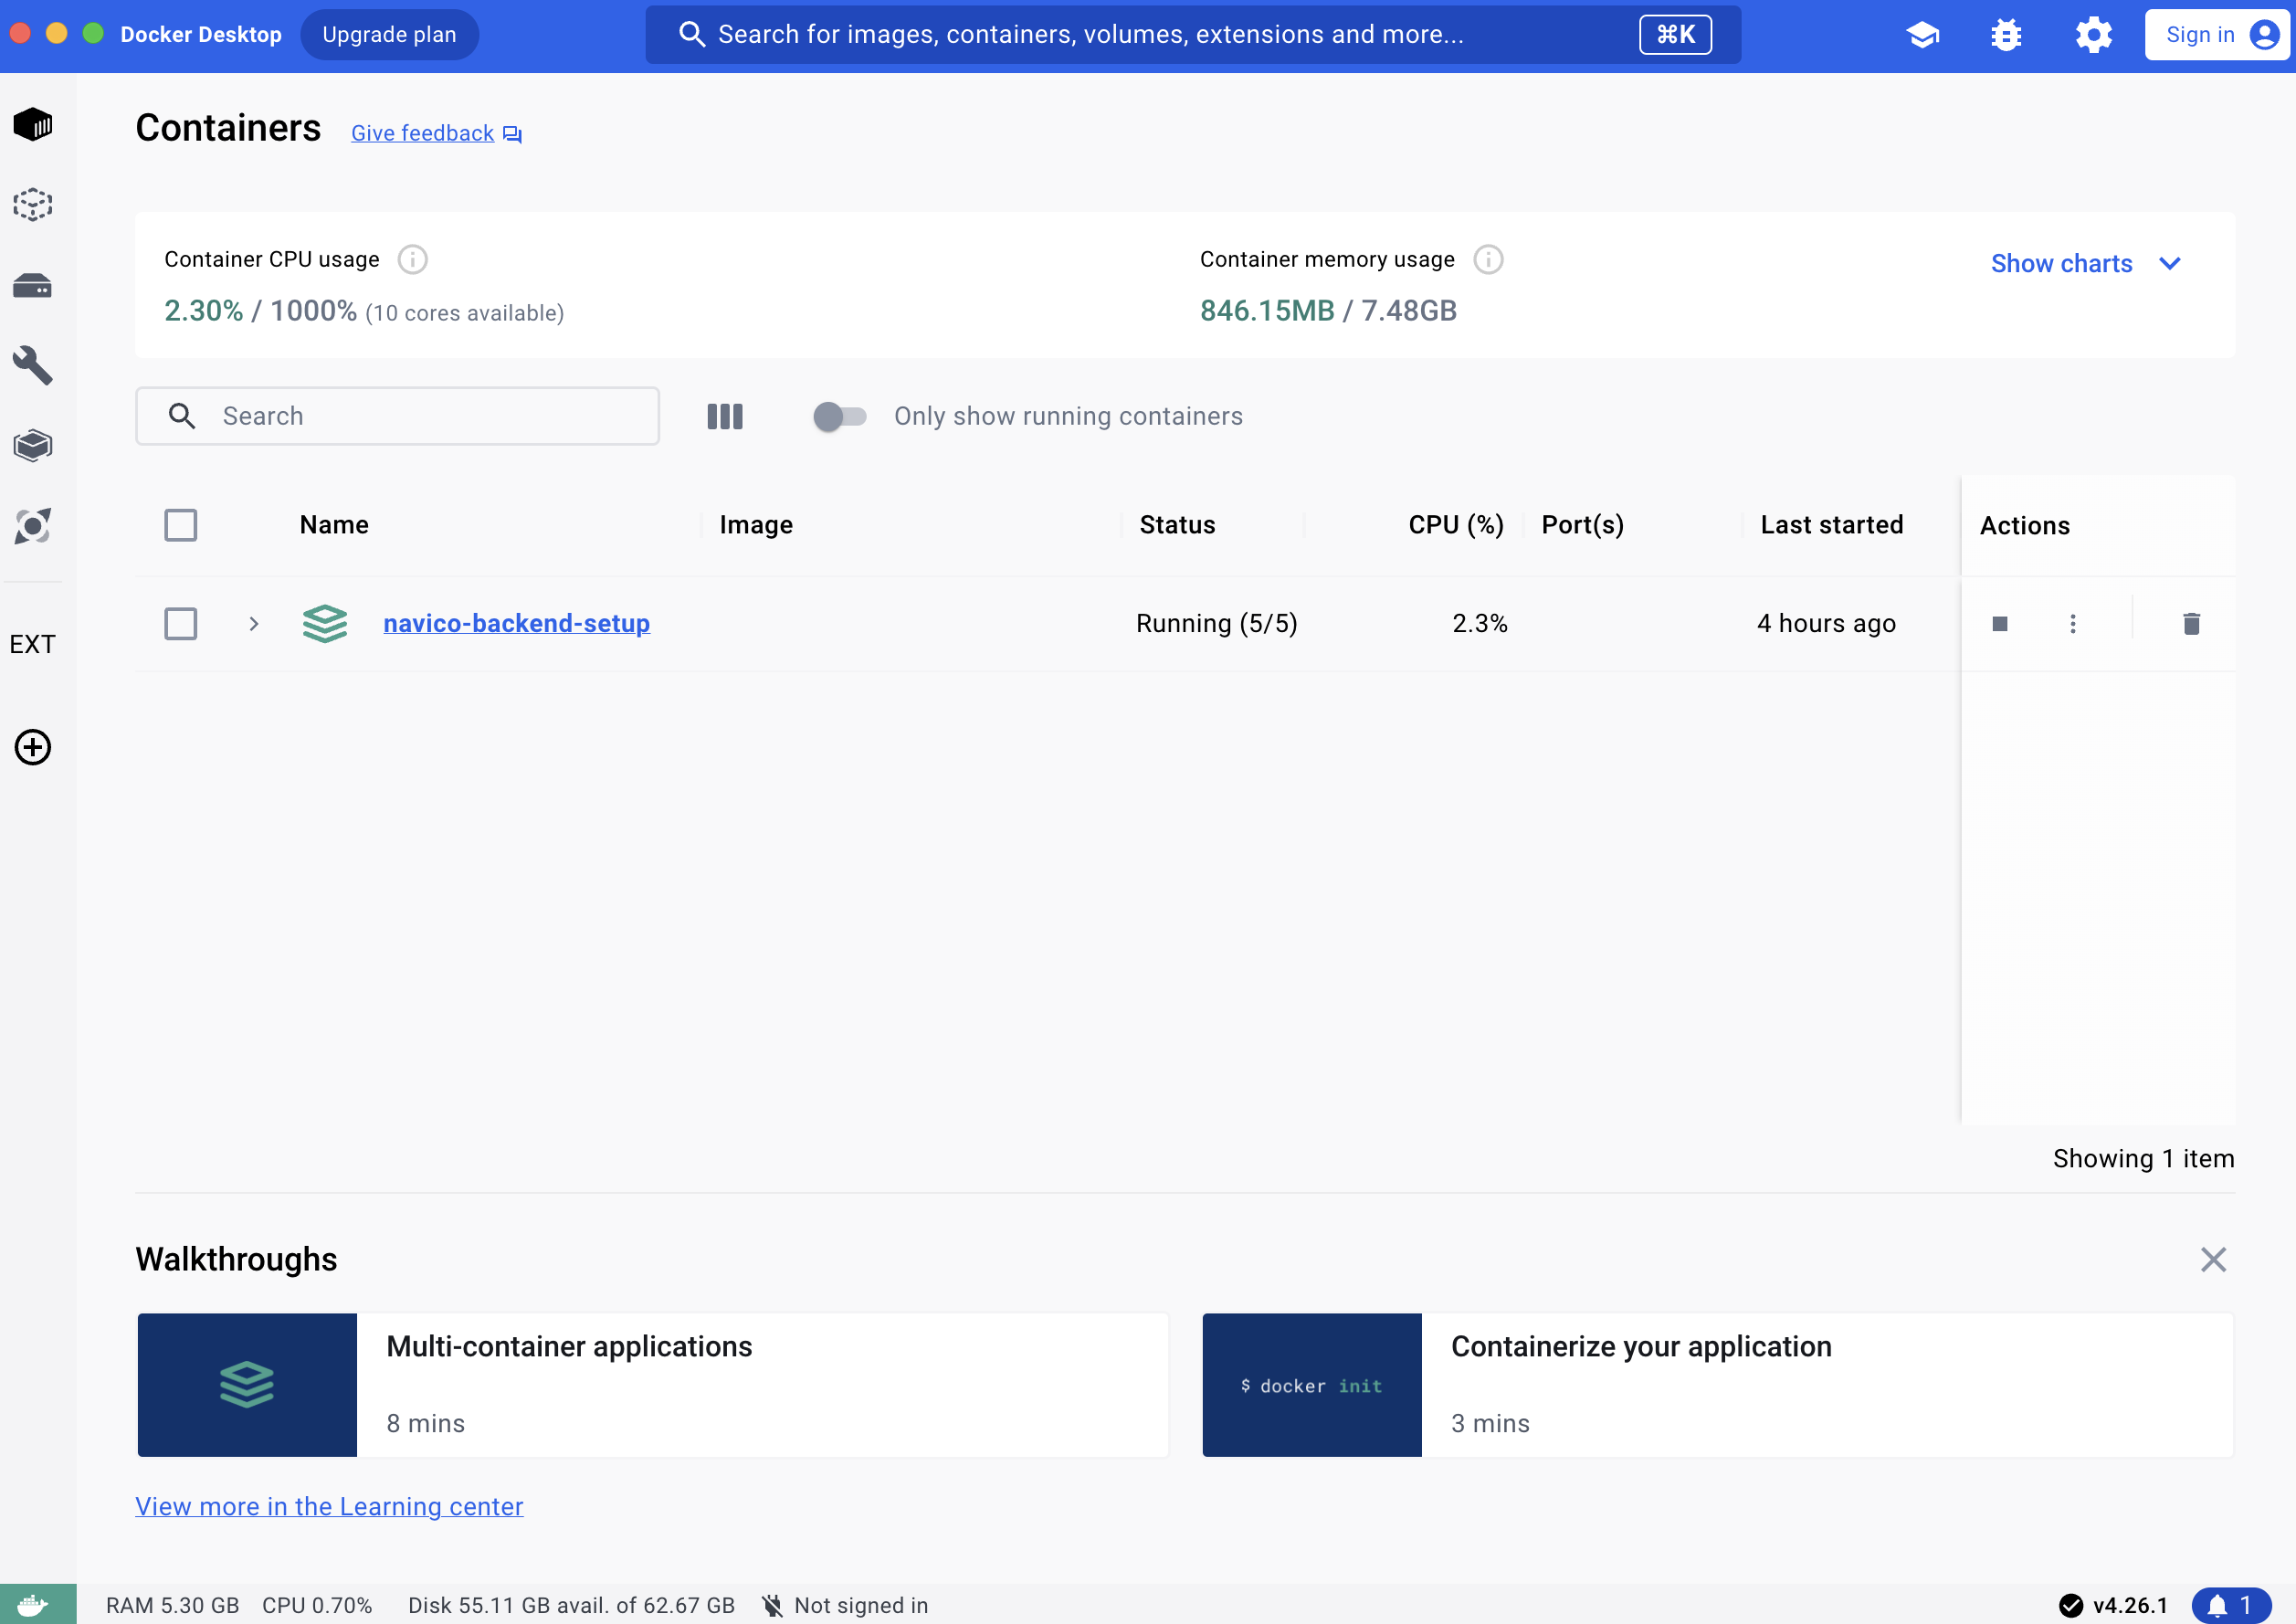 Docker Desktop Upgrade plan Search for images, containers, volumes, extensions and more... ⌘K Sign in
Containers Give feedback
Container CPU usage Container memory usage Show charts
2.30% / 1000% (10 cores available) 846.15MB / 7.48GB
Search Only show running containers
Name Image Status CPU (%) Port(s) Last started Actions
navico-backend-setup Running (5/5) 2.3% 4 hours ago
EXT
Showing 1 item
Walkthroughs
Multi-container applications
8 mins
$ docker init
Containerize your application
3 mins
View more in the Learning center
RAM 5.30 GB CPU 0.70% Disk 55.11 GB avail. of 62.67 GB Not signed in v4.26.1 1